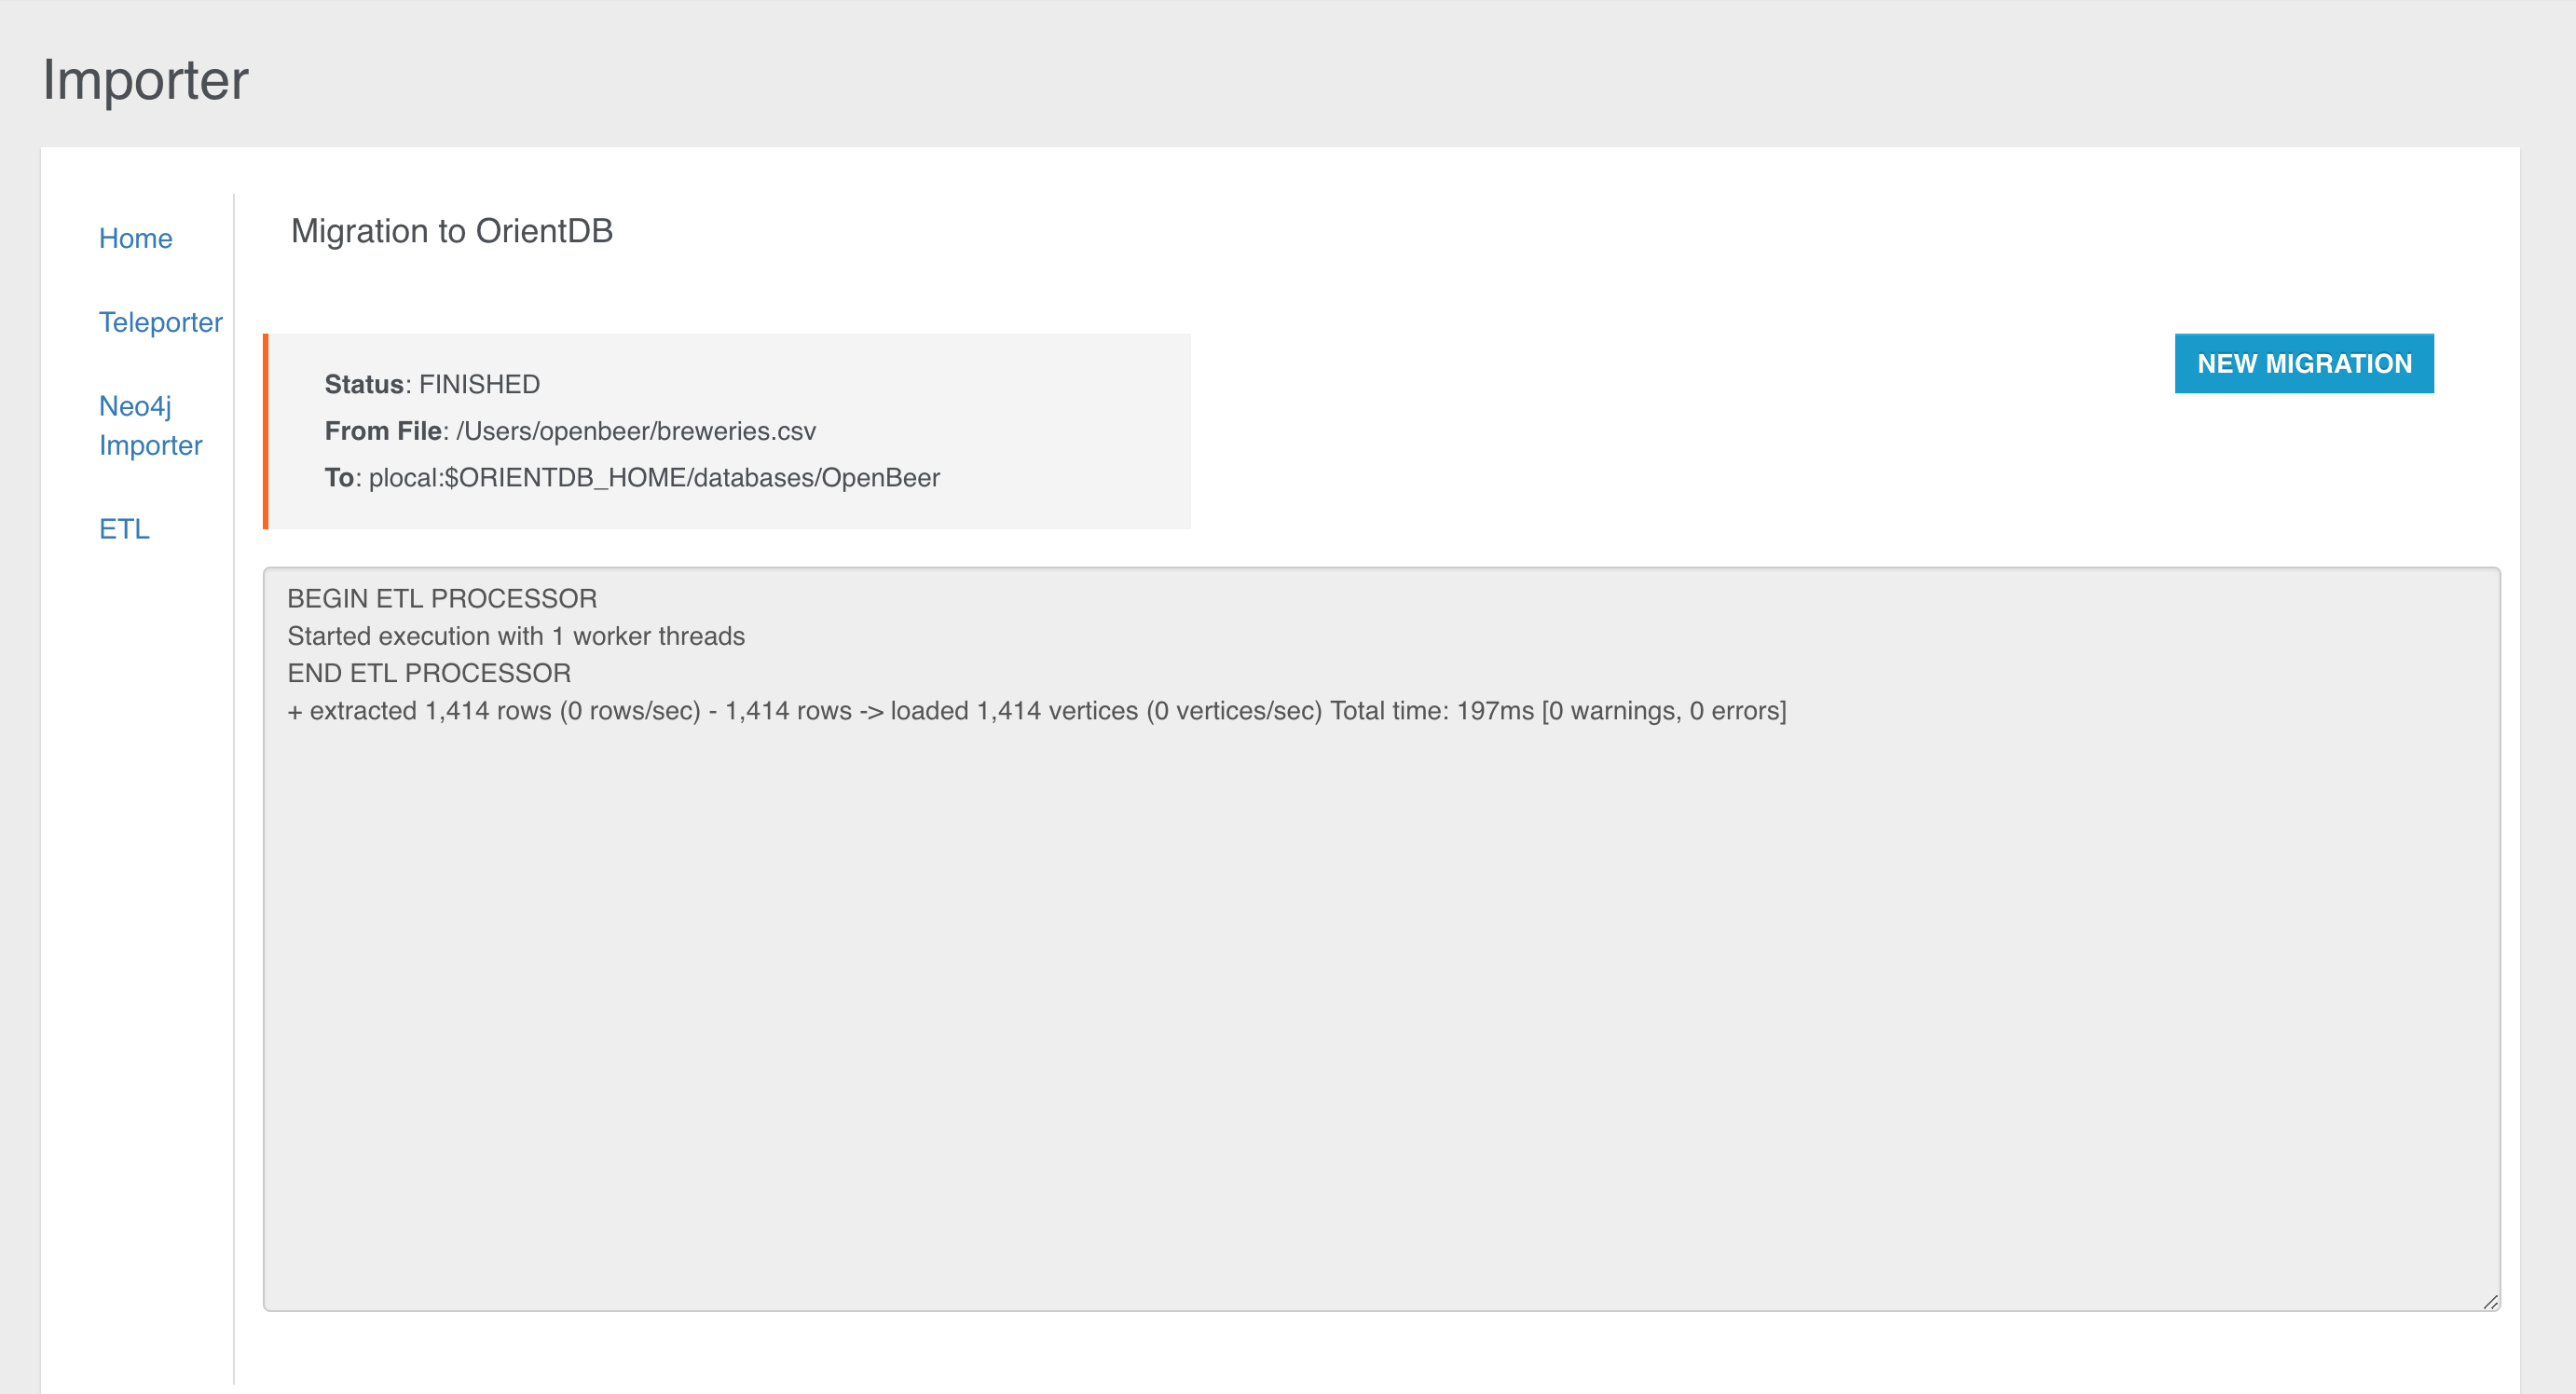 Importer
Home
Teleporter
Neo4j
Importer
ETL
Migration to OrientDB
Status: FINISHED
From File: /Users/openbeer/breweries.csv
To: plocal:$ORIENTDB_HOME/databases/OpenBeer
NEW MIGRATION
BEGIN ETL PROCESSOR
Started execution with 1 worker threads
END ETL PROCESSOR
+ extracted 1,414 rows (0 rows/sec) - 1,414 rows -> loaded 1,414 vertices (0 vertices/sec) Total time: 197ms [0 warnings, 0 errors]